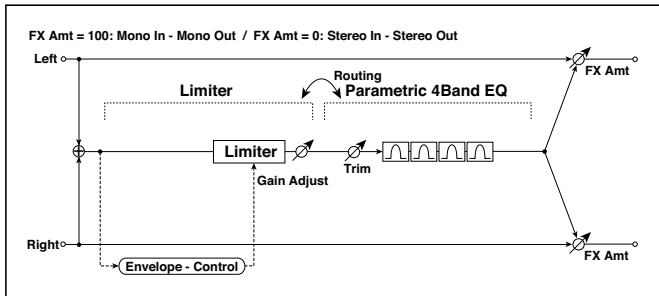 FX Amt = 100: Mono In - Mono Out / FX Amt = 0: Stereo In - Stereo Out
Left
FX Amt
Routing
Limiter
Parametric 4Band EQ
Limiter
Gain Adjust
Trim
Right
FX Amt
Envelope - Control